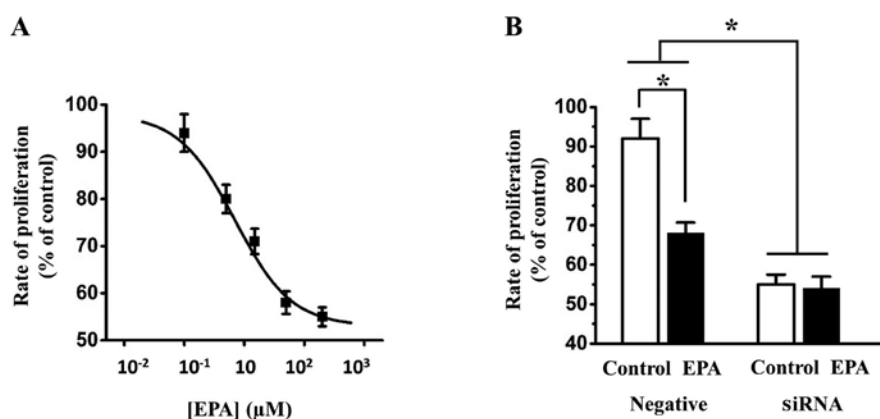 A
Rate of proliferation
(% of control)
100
90
80
70
60
50
10⁻² 10⁻¹ 10 10² 10³
[EPA] (µM)
B
*
*
Rate of proliferation
(% of control)
100
90
80
70
60
50
40
Control EPA Control EPA
Negative siRNA